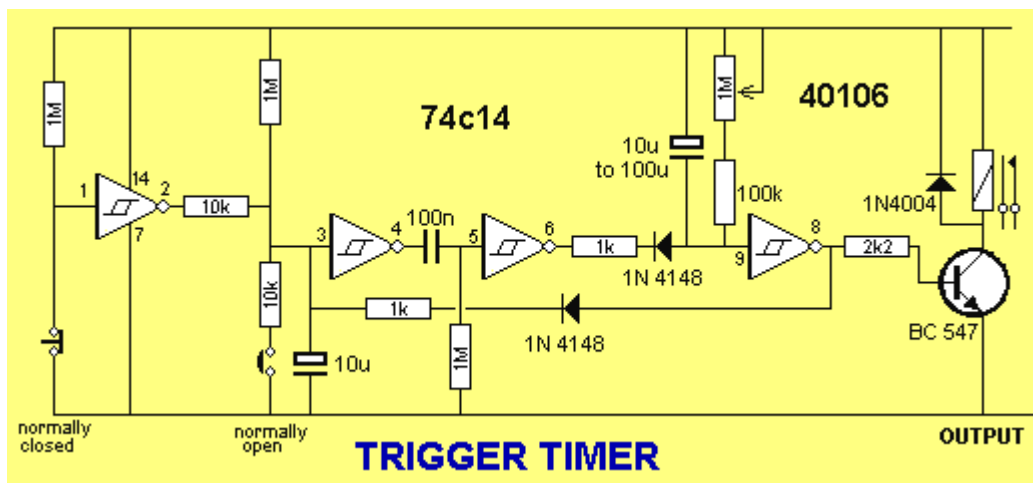 1M
1M
1M
74c14
40106
10u
to 100u
100k
1N4004
1
14
2
7
10k
3
4
100n
5
6
1k
1N 4148
9
8
2k2
10k
1k
1N 4148
BC 547
10u
1M
normally
closed
normally
open
OUTPUT
TRIGGER TIMER